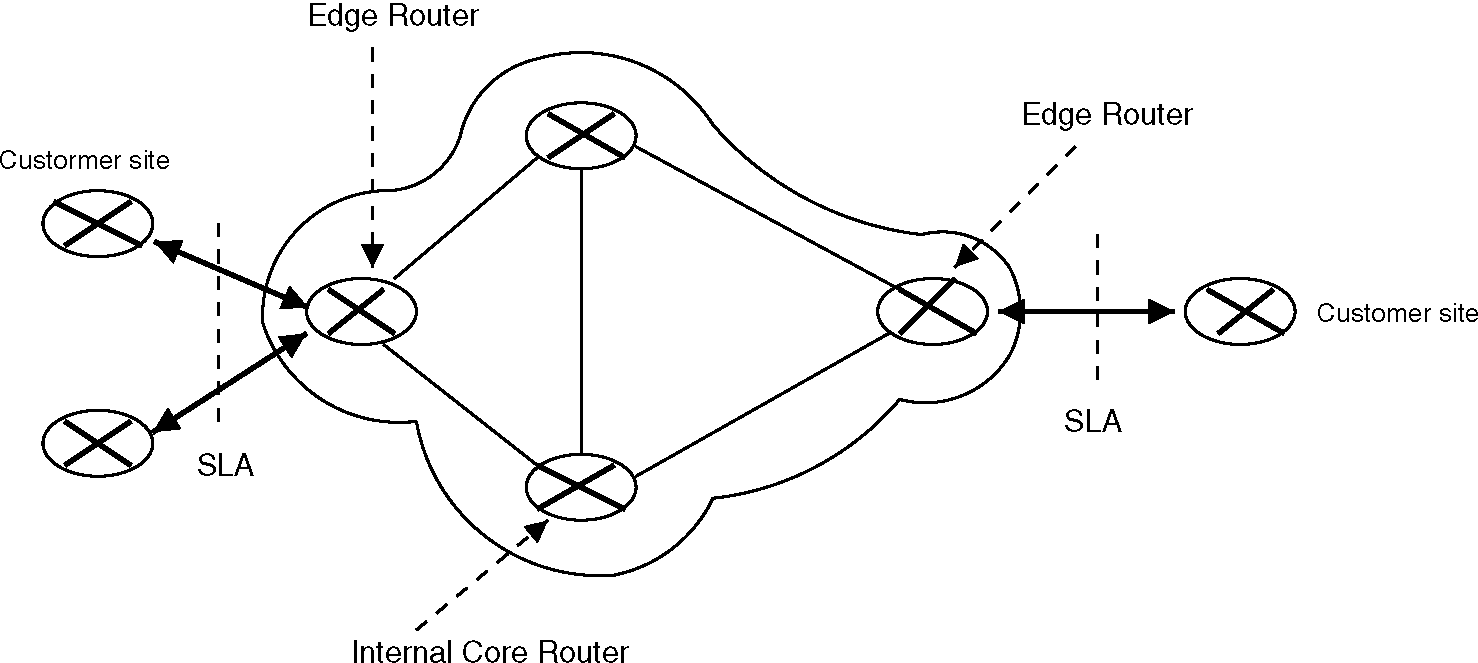 Edge Router
Edge Router
Custormer site
Customer site
SLA
SLA
Internal Core Router